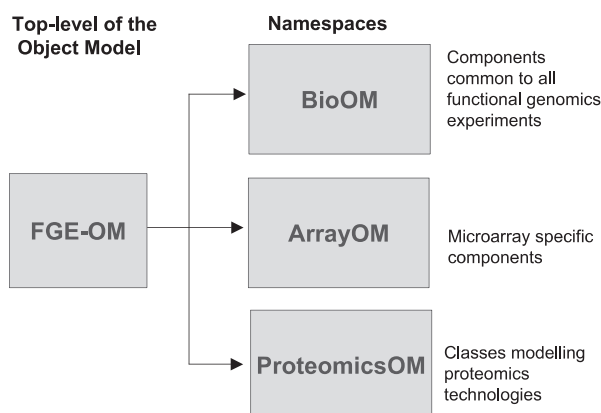 Top-level of the
Object Model
Namespaces
BioOM
Components
common to all
functional genomics
experiments
FGE-OM
ArrayOM
Microarray specific
components
ProteomicsOM
Classes modelling
proteomics
technologies